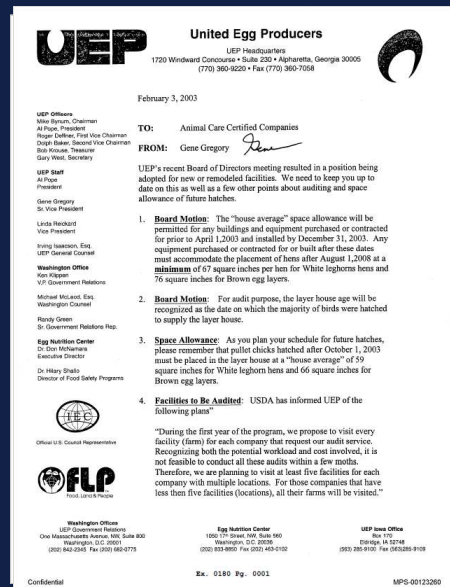 UEP
United Egg Producers
UEP Headquarters
1720 Windward Concourse • Suite 230 • Alpharetta, Georgia 30005
(770) 360-9220 • Fax (770) 360-7058
February 3, 2003
TO: Animal Care Certified Companies
FROM: Gene Gregory
UEP's recent Board of Directors meeting resulted in a position being
adopted for new or remodeled facilities. We need to keep you up to
date on this as well as a few other points about auditing and space
allowance of future hatches.
1. Board Motion: The "house average" space allowance will be
permitted for any buildings and equipment purchased or contracted
for prior to April 1,2003 and installed by December 31, 2003. Any
equipment purchased or contracted for or built after these dates
must accommodate the placement of hens after August 1,2008 at a
minimum of 67 square inches per hen for White leghorns hens and
76 square inches for Brown egg layers.
2. Board Motion: For audit purpose, the layer house age will be
recognized as the date on which the majority of birds were hatched
to supply the layer house.
3. Space Allowance: As you plan your schedule for future hatches,
please remember that pullet chicks hatched after October 1, 2003
must be placed in the layer house at a "house average" of 59
square inches for White leghorn hens and 66 square inches for
Brown egg layers.
4. Facilities to Be Audited: USDA has informed UEP of the
following plans"
"During the first year of the program, we propose to visit every
facility (farm) for each company that request our audit service.
Recognizing both the potential workload and cost involved, it is
not feasible to conduct all these audits within a few moths.
Therefore, we are planning to visit at least five facilities for each
company with multiple locations. For those companies that have
less then five facilities (locations), all their farms will be visited."
UEP Officers
Mike Bynum, Chairman
Al Pope, President
Roger Deffner, First Vice Chairman
Dolph Baker, Second Vice Chairman
Bob Krouse, Treasurer
Gary West, Secretary
UEP Staff
Al Pope
President
Gene Gregory
Sr. Vice President
Linda Reickard
Vice President
Irving Isaacson, Esq.
UEP General Counsel
Washington Office
Ken Klippen
V.P. Government Relations
Michael McLeod, Esq.
Washington Counsel
Randy Green
Sr. Government Relations Rep.
Egg Nutrition Center
Dr. Don McNamara
Executive Director
Dr. Hilary Shallo
Director of Food Safety Programs
IEC
Official U.S. Council Representative
FLP
Food, Land & People
Washington Offices
UEP Government Relations
One Massachusetts Avenue, NW, Suite 800
Washington, D.C. 20001
(202) 842-2345 Fax (202) 682-0775
Egg Nutrition Center
1050 17th Street, NW, Suite 560
Washington, D.C. 20036
(202) 833-8850 Fax (202) 463-0102
UEP Iowa Office
Box 170
Eldridge, IA 52748
(563) 285-9100 Fax (563)285-9109
Ex. 0180 Pg. 0001
Confidential
MPS-00123260